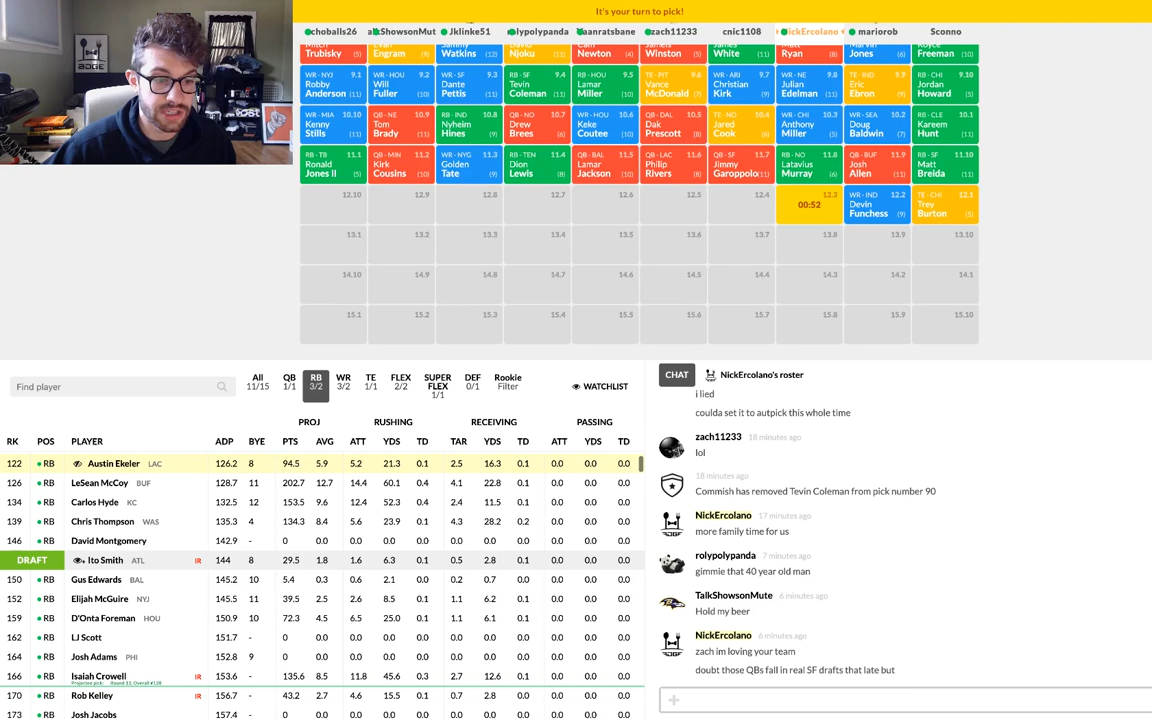 It's your turn to pick!
choballs26 TalkShowsonMut Jklinke51 rolypolypanda Vaanratsbane zach11233 cnic1108 NickErcolano mariorob Sconno
Mitch Evan Sammy David Cam James James Matt Marvin Royce
Trubisky (5) Engram (9) Watkins (12) Njoku Newton (4) Winston (5) White (11) Ryan (8) Jones (6) Freeman (10)
WR - NYJ 9.1 WR - HOU 9.2 WR - SF 9.3 RB - SF 9.4 RB - HOU 9.5 TE - PIT 9.6 WR - ARI 9.7 WR - NE 9.8 TE - IND 9.9 RB - CHI 9.10
Robby Will Dante Tevin Lamar Vance Christian Julian Eric Jordan
Anderson (11) Fuller (10) Pettis (11) Coleman (11) Miller (10) McDonald (7) Kirk (9) Edelman (11) Ebron (9) Howard (5)
WR - MIA 10.10 QB - NE 10.9 RB - IND 10.8 QB - NO 10.7 WR - HOU 10.6 QB - DAL 10.5 TE - NO 10.4 WR - CHI 10.3 WR - SEA 10.2 RB - CLE 10.1
Kenny Tom Nyheim Drew Keke Dak Jared Anthony Doug Kareem
Stills (11) Brady (11) Hines (9) Brees (6) Coutee (10) Prescott (8) Cook (6) Miller (5) Baldwin (7) Hunt (11)
RB - TB 11.1 QB - MIN 11.2 WR - NYG 11.3 RB - TEN 11.4 QB - BAL 11.5 QB - LAC 11.6 QB - SF 11.7 RB - NO 11.8 QB - BUF 11.9 RB - SF 11.10
Ronald Kirk Golden Dion Lamar Philip Jimmy Latavius Josh Matt
Jones II (5) Cousins (10) Tate (9) Lewis (8) Jackson (10) Rivers (8) Garoppolo (11) Murray (6) Allen (11) Breida (11)
12.10 12.9 12.8 12.7 12.6 12.5 12.4 12.3 WR - IND 12.2 TE - CHI 12.1
00:52 Devin Trey
Funchess (9) Burton (5)
13.1 13.2 13.3 13.4 13.5 13.6 13.7 13.8 13.9 13.10
14.10 14.9 14.8 14.7 14.6 14.5 14.4 14.3 14.2 14.1
15.1 15.2 15.3 15.4 15.5 15.6 15.7 15.8 15.9 15.10
Find player
All QB RB WR TE FLEX SUPER FLEX DEF Rookie Filter
11/15 1/1 3/2 3/2 1/1 2/2 1/1 0/1
WATCHLIST
PROJ RUSHING RECEIVING PASSING
RK POS PLAYER ADP BYE PTS AVG ATT YDS TD TAR YDS TD ATT YDS TD
122 RB Austin Ekeler LAC 126.2 8 94.5 5.9 5.2 21.3 0.1 2.5 16.3 0.1 0.0 0.0 0.0
126 RB LeSean McCoy BUF 128.7 11 202.7 12.7 14.4 60.1 0.4 4.1 22.8 0.1 0.0 0.0 0.0
134 RB Carlos Hyde KC 132.5 12 153.5 9.6 12.4 52.3 0.4 2.4 11.5 0.1 0.0 0.0 0.0
139 RB Chris Thompson WAS 135.3 4 134.3 8.4 5.6 23.9 0.1 4.3 28.2 0.2 0.0 0.0 0.0
146 RB David Montgomery 142.9 - 0 0.0 0.0 0.0 0.0 0.0 0.0 0.0 0.0 0.0 0.0
DRAFT Ito Smith ATL IR 144 8 29.5 1.8 1.6 6.3 0.1 0.5 2.8 0.1 0.0 0.0 0.0
150 RB Gus Edwards BAL 145.2 10 5.4 0.3 0.6 2.1 0.0 0.2 0.7 0.0 0.0 0.0 0.0
152 RB Elijah McGuire NYJ 145.5 11 39.5 2.5 2.6 8.5 0.0 1.1 6.2 0.1 0.0 0.0 0.0
159 RB D'Onta Foreman HOU 150.9 10 72.3 4.5 6.5 25.0 0.1 1.1 6.1 0.1 0.0 0.0 0.0
162 RB LJ Scott 151.7 - 0 0.0 0.0 0.0 0.0 0.0 0.0 0.0 0.0 0.0 0.0
164 RB Josh Adams PHI 152.8 9 0 0.0 0.0 0.0 0.0 0.0 0.0 0.0 0.0 0.0 0.0
166 RB Isaiah Crowell IR 153.6 - 135.6 8.5 11.8 45.6 0.3 2.7 12.6 0.1 0.0 0.0 0.0
170 RB Rob Kelley IR 156.7 - 43.2 2.7 4.6 15.5 0.1 0.7 2.8 0.0 0.0 0.0 0.0
173 RB Josh Jacobs 157.4 - 0 0.0 0.0 0.0 0.0 0.0 0.0 0.0 0.0 0.0 0.0
CHAT NickErcolano's roster
i lied
coulda set it to autpick this whole time
zach11233 18 minutes ago
lol
18 minutes ago
Commish has removed Tevin Coleman from pick number 90
NickErcolano 17 minutes ago
more family time for us
rolypolypanda 7 minutes ago
gimmie that 40 year old man
TalkShowsonMute 6 minutes ago
Hold my beer
NickErcolano 6 minutes ago
zach im loving your team
doubt those QBs fall in real SF drafts that late but